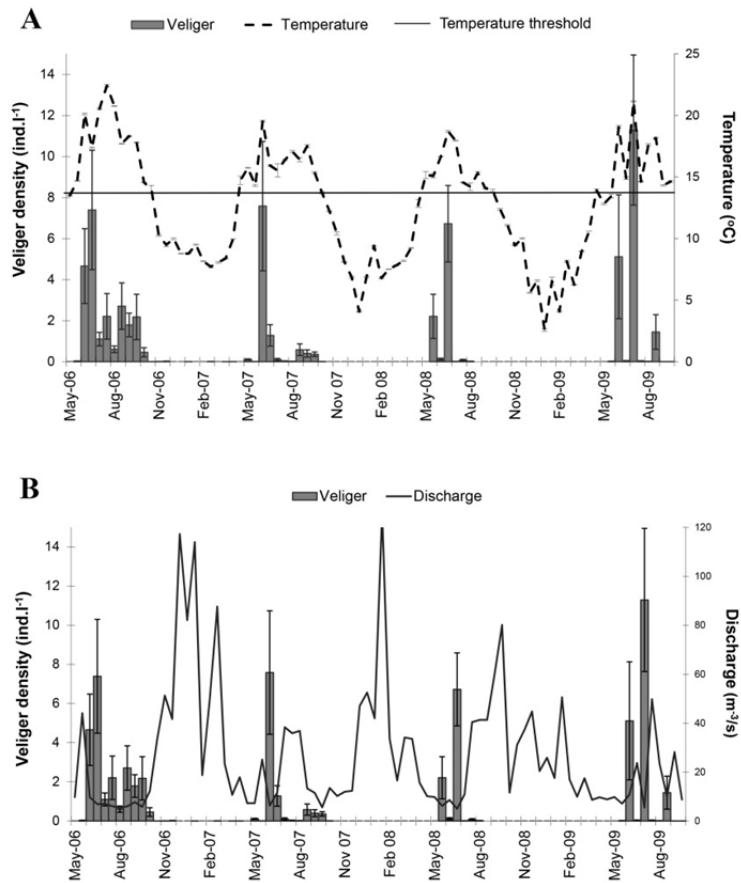 A
Veliger Temperature Temperature threshold
Veliger density (ind.l-1)
14
12
10
8
6
4
2
0
25
20
15
10
5
0
Temperature (ºC)
May-06 Aug-06 Nov-06 Feb-07 May-07 Aug-07 Nov 07 Feb 08 May-08 Aug-08 Nov-08 Feb-09 May-09 Aug-09
B
Veliger Discharge
Veliger density (ind.l-1)
14
12
10
8
6
4
2
0
120
100
80
60
40
20
0
Discharge (m-3/s)
May-06 Aug-06 Nov-06 Feb-07 May-07 Aug-07 Nov 07 Feb 08 May-08 Aug-08 Nov-08 Feb-09 May-09 Aug-09